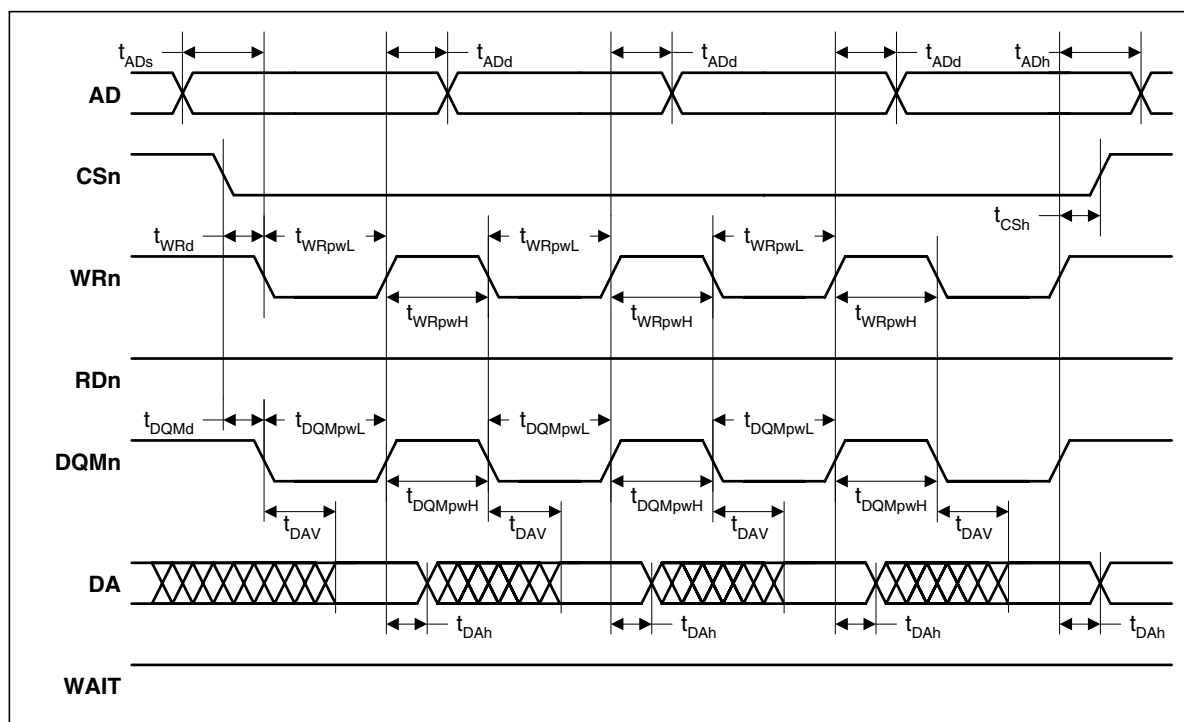 tADs tADd tADd tADd tADh
AD
CSn
tCSh
tWRd tWRpwL tWRpwL tWRpwL
WRn
tWRpwH tWRpwH tWRpwH
RDn
tDQMd tDQMpwL tDQMpwL tDQMpwL
DQMn
tDQMpwH tDQMpwH tDQMpwH
tDAV tDAV tDAV tDAV
DA
tDAh tDAh tDAh tDAh
WAIT